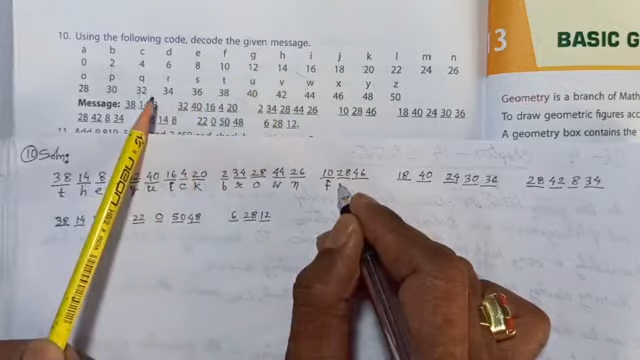 10. Using the following code, decode the given message.
a b c d e f g h i j k l m n
0 2 4 6 8 10 12 14 16 18 20 22 24 26
o p q r s t u v w x y z
28 30 32 34 36 38 40 42 44 46 48 50
Message: 38 14 32 40 16 4 20 2 34 28 44 26 10 28 46 18 40 24 30 36
28 42 8 34 14 8 22 0 50 48 6 28 12.
13
BASIC G
Geometry is a branch of Math
To draw geometric figures acc
A geometry box contains the
⑩ Soln:
38 14 8 40 16 4 20 2 34 28 44 26 10 28 46 18 40 24 30 36 28 42 8 34
t h e u i c k b r o w n f
38 14 22 0 50 48 6 28 12